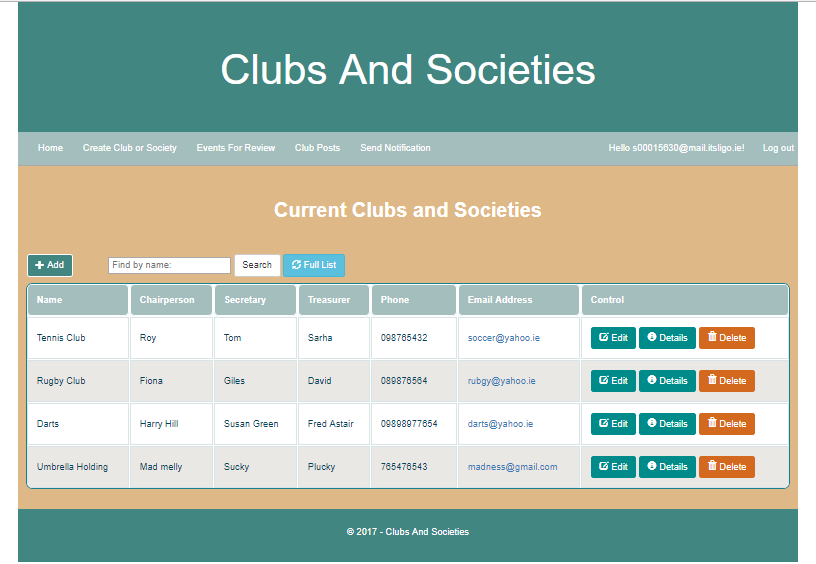 Clubs And Societies
Home Create Club or Society Events For Review Club Posts Send Notification Hello s00015630@mail.itsligo.ie! Log out
Current Clubs and Societies
Add Find by name: Search Full List
Name Chairperson Secretary Treasurer Phone Email Address Control
Tennis Club Roy Tom Sarha 098765432 soccer@yahoo.ie Edit Details Delete
Rugby Club Fiona Giles David 089876564 rubgy@yahoo.ie Edit Details Delete
Darts Harry Hill Susan Green Fred Astair 09898977654 darts@yahoo.ie Edit Details Delete
Umbrella Holding Mad melly Sucky Plucky 765476543 madness@gmail.com Edit Details Delete
© 2017 - Clubs And Societies